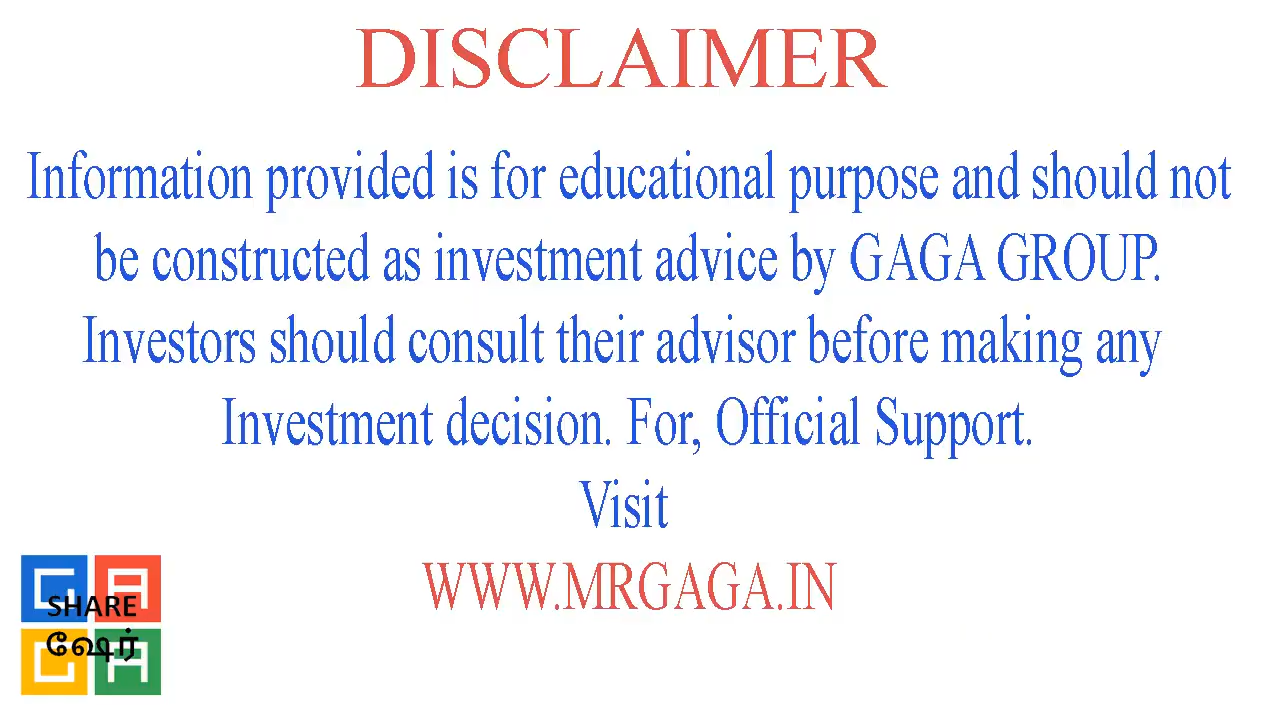 DISCLAIMER
Information provided is for educational purpose and should not
be constructed as investment advice by GAGA GROUP.
Investors should consult their advisor before making any
Investment decision. For, Official Support.
Visit
WWW.MRGAGA.IN
G A
SHARE
ஷேர்
G A